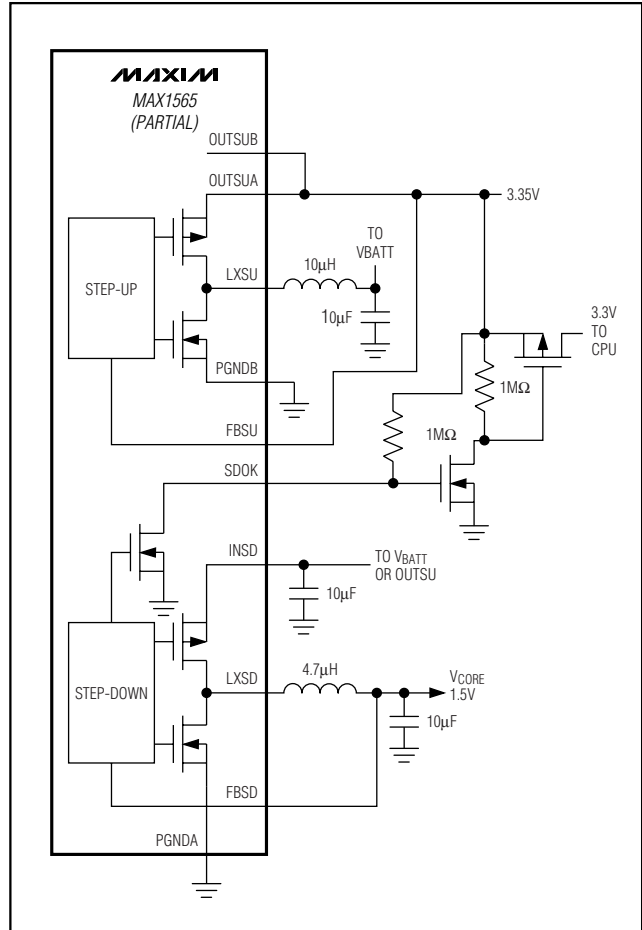 MAXIM
MAX1565
(PARTIAL)
OUTSUB
OUTSUA
3.35V
STEP-UP
LXSU
10µH
TO
VBATT
10µF
3.3V
TO
CPU
PGNDB
1MΩ
FBSU
1MΩ
SDOK
INSD
TO VBATT
OR OUTSU
10µF
STEP-DOWN
LXSD
4.7µH
VCORE
1.5V
10µF
FBSD
PGNDA